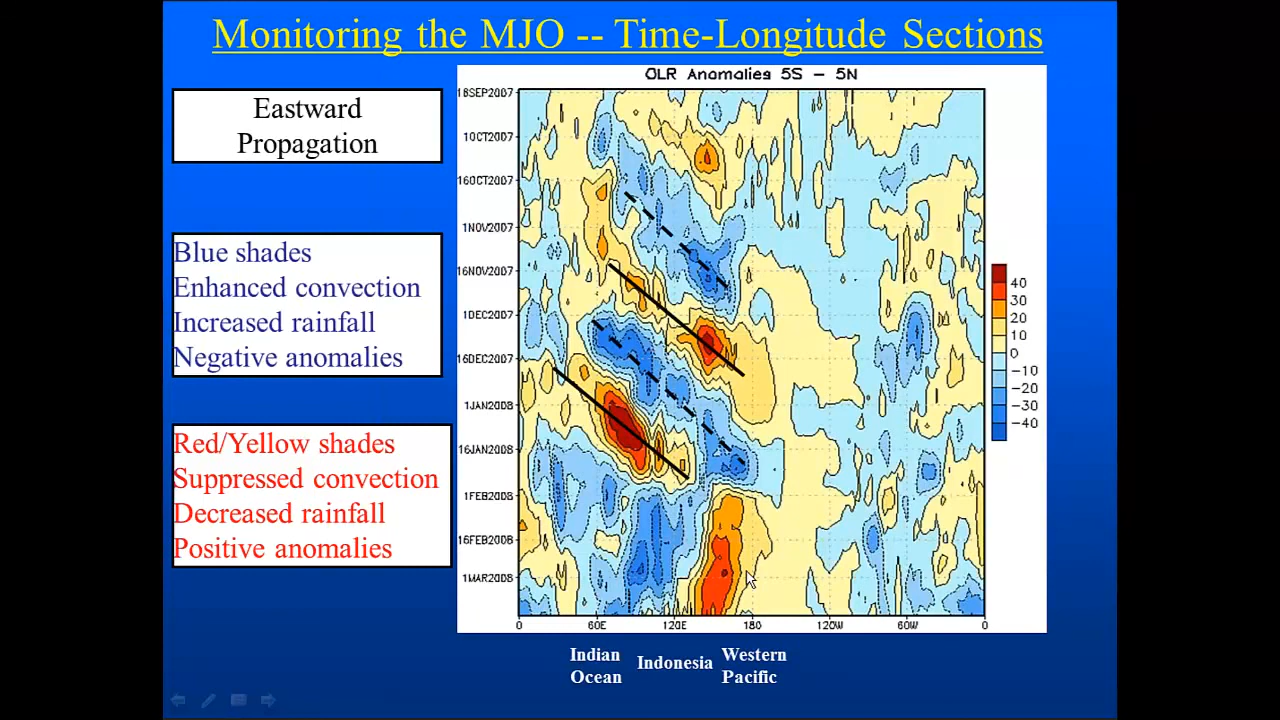 Monitoring the MJO -- Time-Longitude Sections
Eastward
Propagation
Blue shades
Enhanced convection
Increased rainfall
Negative anomalies
Red/Yellow shades
Suppressed convection
Decreased rainfall
Positive anomalies
OLR Anomalies 5S – 5N
18SEP2007
1OCT2007
16OCT2007
1NOV2007
16NOV2007
1DEC2007
16DEC2007
1JAN2008
16JAN2008
1FEB2008
16FEB2008
1MAR2008
0 60E 120E 180 120W 60W 0
40
30
20
10
0
−10
−20
−30
−40
Indian
Ocean
Indonesia
Western
Pacific